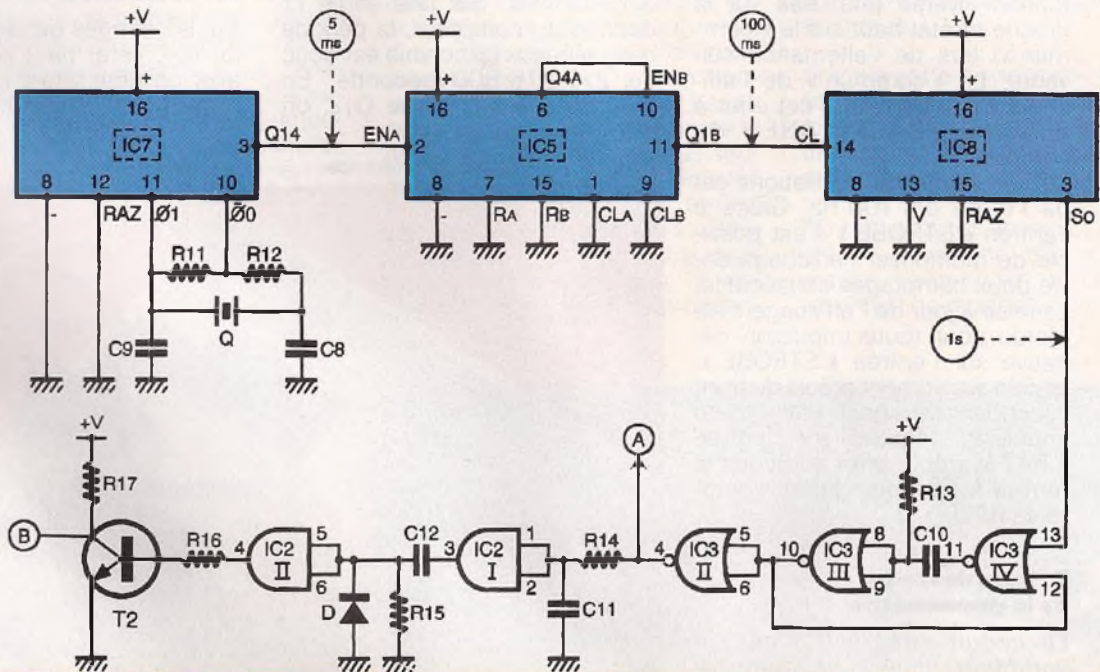 5 ms
100 ms
+V
+V
+V
+
+
+
16
16
6
10
16
Q4A
ENB
IC7
IC5
IC8
3
Q14
ENA
2
11
Q1B
CL
14
8
12
11
10
8
7
15
1
9
8
13
15
3
-
RAZ
Ø1
Ø̄0
-
RA
RB
CLA
CLB
-
V
RAZ
S0
R11
R12
Q
C9
C8
1s
A
+V
+V
R17
R13
B
R16
4
IC2 II
5
6
C12
3
IC2 I
1
2
R14
4
IC3 II
5
6
10
IC3 III
8
9
C10
11
IC3 IV
13
12
T2
D
R15
C11